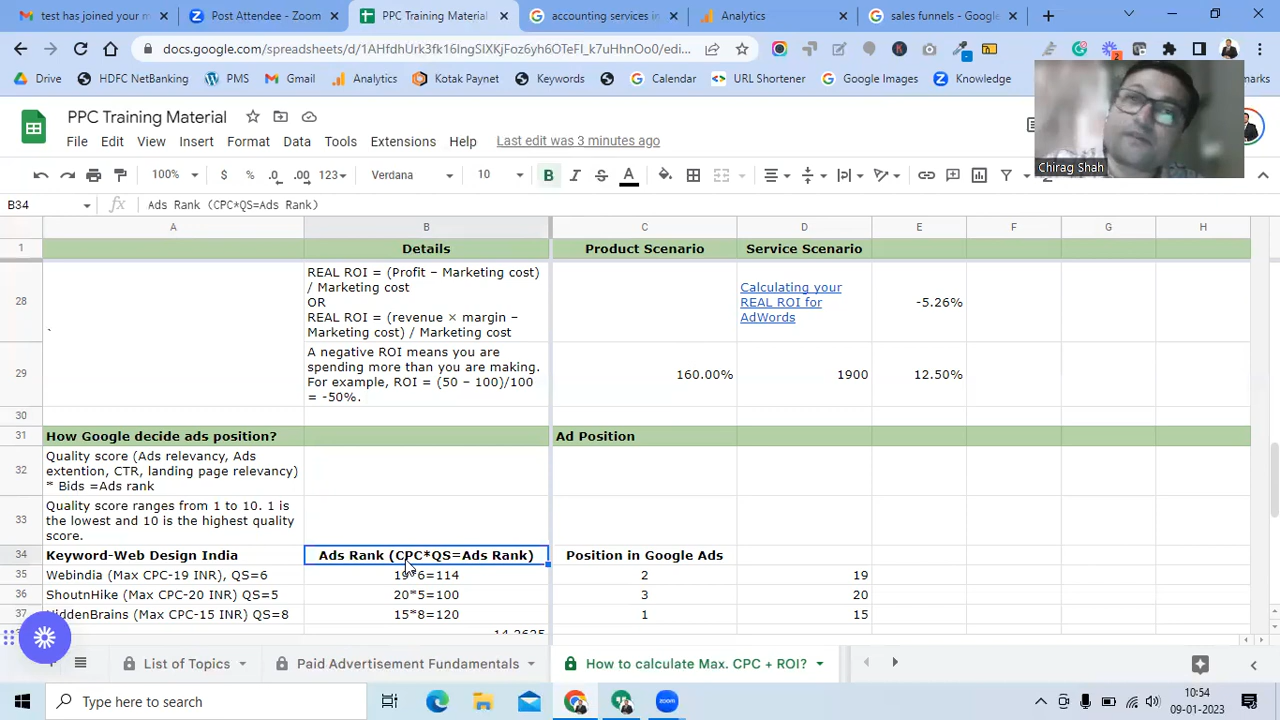 test has joined your m
Post Attendee - Zoom
PPC Training Material
accounting services in
Analytics
sales funnels - Google
docs.google.com/spreadsheets/d/1AHfdhUrk3fk16IngSlXKjFoz6yh6OTeFI_k7uHhnOo0/edi...
Drive
HDFC NetBanking
PMS
Gmail
Analytics
Kotak Paynet
Keywords
Calendar
URL Shortener
Google Images
Knowledge
PPC Training Material
File Edit View Insert Format Data Tools Extensions Help Last edit was 3 minutes ago
Chirag Shah
100% $ % .0 .00 123 Verdana 10 B I S A
B34 fx Ads Rank (CPC*QS=Ads Rank)
A B C D E F G H
1 Details Product Scenario Service Scenario
28
`
REAL ROI = (Profit − Marketing cost)
/ Marketing cost
OR
REAL ROI = (revenue × margin −
Marketing cost) / Marketing cost
Calculating your
REAL ROI for
AdWords
-5.26%
29
A negative ROI means you are
spending more than you are making.
For example, ROI = (50 − 100)/100
= -50%.
160.00% 1900 12.50%
30
31 How Google decide ads position? Ad Position
32
Quality score (Ads relevancy, Ads
extention, CTR, landing page relevancy)
* Bids =Ads rank
33
Quality score ranges from 1 to 10. 1 is
the lowest and 10 is the highest quality
score.
34 Keyword-Web Design India Ads Rank (CPC*QS=Ads Rank) Position in Google Ads
35 Webindia (Max CPC-19 INR), QS=6 19*6=114 2 19
36 ShoutnHike (Max CPC-20 INR) QS=5 20*5=100 3 20
37 HiddenBrains (Max CPC-15 INR) QS=8 15*8=120 1 15
14.2625
List of Topics
Paid Advertisement Fundamentals
How to calculate Max. CPC + ROI?
Type here to search
10:54
09-01-2023